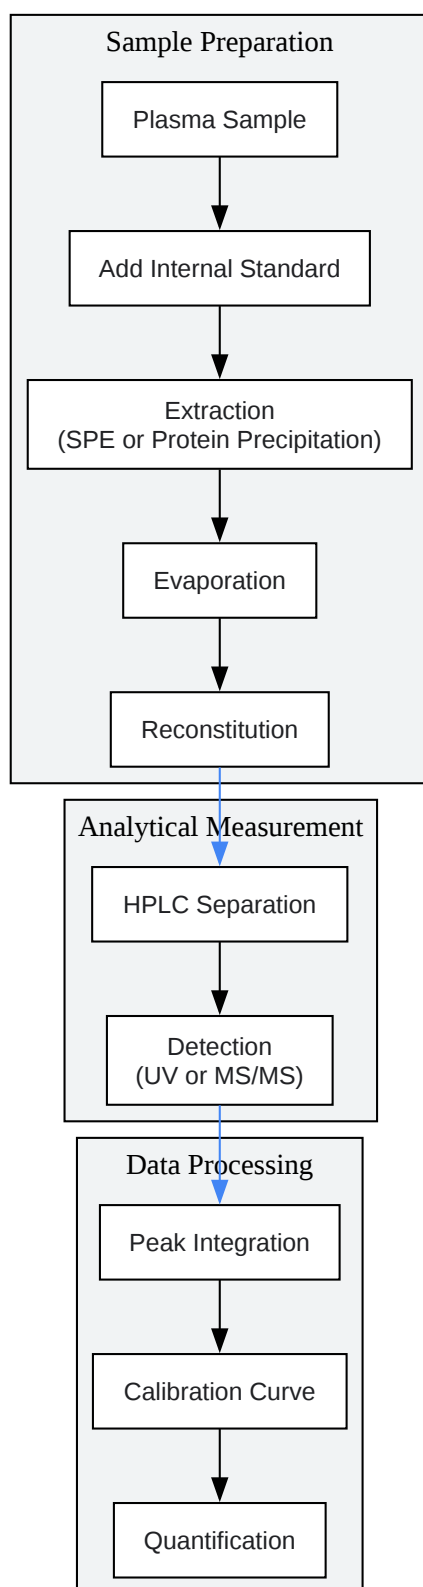 Sample Preparation
Plasma Sample
Add Internal Standard
Extraction
(SPE or Protein Precipitation)
Evaporation
Reconstitution
Analytical Measurement
HPLC Separation
Detection
(UV or MS/MS)
Data Processing
Peak Integration
Calibration Curve
Quantification